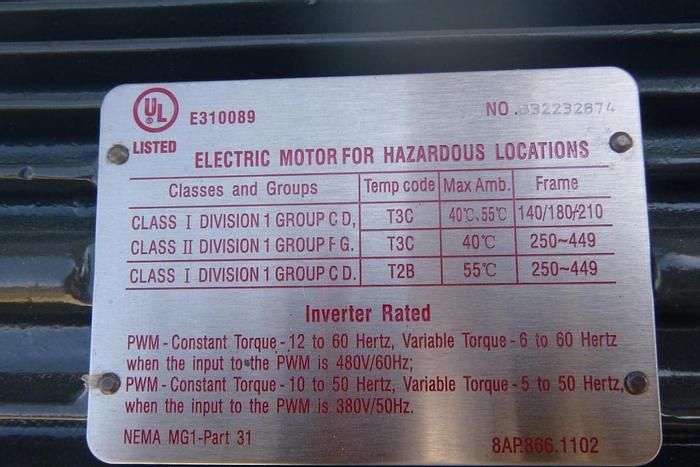 UL ® E310089 NO.832232874
LISTED
ELECTRIC MOTOR FOR HAZARDOUS LOCATIONS
Classes and Groups Temp code Max Amb. Frame
CLASS I DIVISION 1 GROUP C D, T3C 40℃, 55℃ 140/180/210
CLASS II DIVISION 1 GROUP F G. T3C 40℃ 250~449
CLASS I DIVISION 1 GROUP C D. T2B 55℃ 250~449
Inverter Rated
PWM - Constant Torque - 12 to 60 Hertz, Variable Torque - 6 to 60 Hertz
when the input to the PWM is 480V/60Hz;
PWM - Constant Torque - 10 to 50 Hertz, Variable Torque - 5 to 50 Hertz,
when the input to the PWM is 380V/50Hz.
NEMA MG1-Part 31 8AP.866.1102